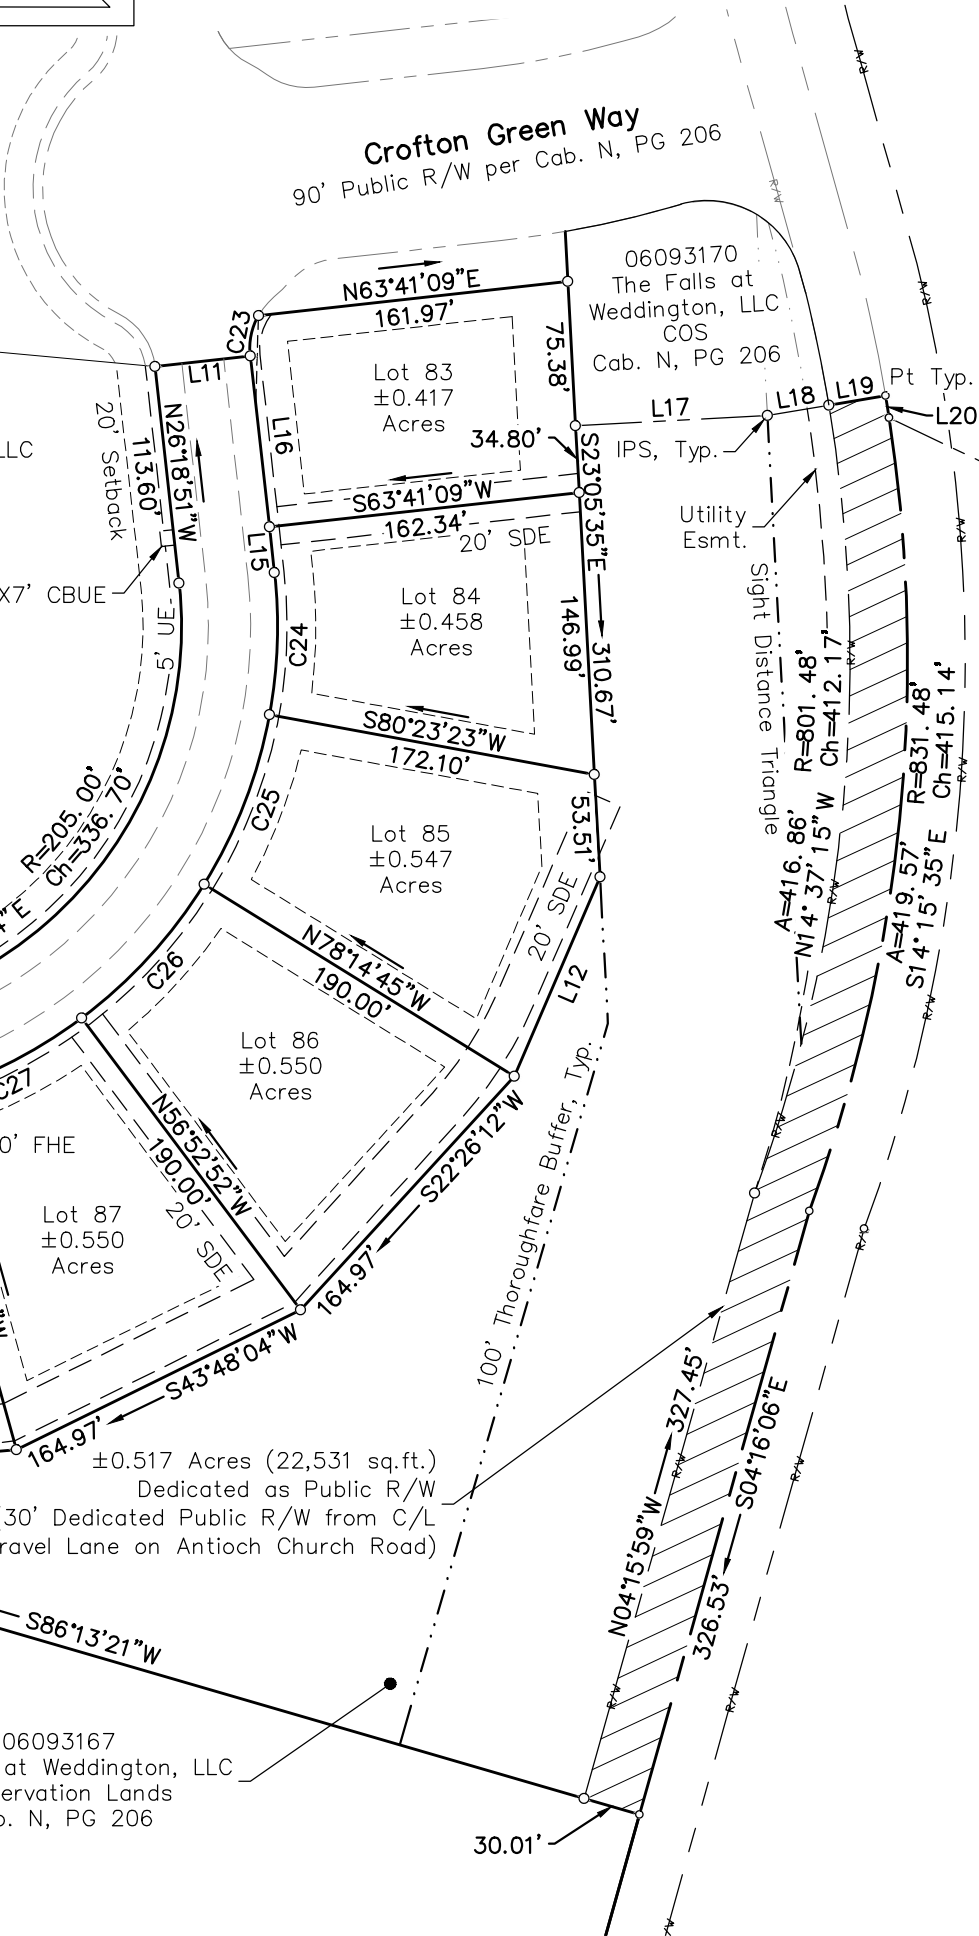 R/W
Crofton Green Way
90' Public R/W per Cab. N, PG 206
R/W
06093170
The Falls at
Weddington, LLC
COS
Cab. N, PG 206
R/W
N63°41'09"E
161.97'
C23
L11
75.38'
Lot 83
±0.417
Acres
Pt Typ.
L17
L18
L19
L20
20' Setback
N26°18'51"W
113.60'
L16
LLC
34.80'
IPS, Typ.
S63°41'09"W
162.34'
S23°05'35"E
310.67'
20' SDE
Utility
Esmt.
R/W
L15
X7' CBUE
Lot 84
±0.458
Acres
146.99'
Sight Distance Triangle
5' UE
C24
R/W
S80°23'23"W
172.10'
R=801.48'
Ch=412.17'
R=831.48'
Ch=415.14'
R/W
R=205.00'
Ch=336.70'
C25
Lot 85
±0.547
Acres
53.51'
A=416.86'
N14°37'15"W
A=419.57'
S14°15'35"E
R/W
"E
N78°14'45"W
190.00'
20' SDE
L12
C26
R/W
Lot 86
±0.550
Acres
C27
0' FHE
N56°52'52"W
190.00'
20' SDE
S22°26'12"W
164.97'
R/W
Lot 87
±0.550
Acres
R/W
100' Thoroughfare Buffer, Typ.
"W
S43°48'04"W
164.97'
N04°15'59"W
327.45'
S04°16'06"E
326.53'
R/W
R/W
±0.517 Acres (22,531 sq.ft.)
Dedicated as Public R/W
(30' Dedicated Public R/W from C/L
ravel Lane on Antioch Church Road)
S86°13'21"W
R/W
R/W
06093167
at Weddington, LLC
ervation Lands
b. N, PG 206
30.01'
R/W